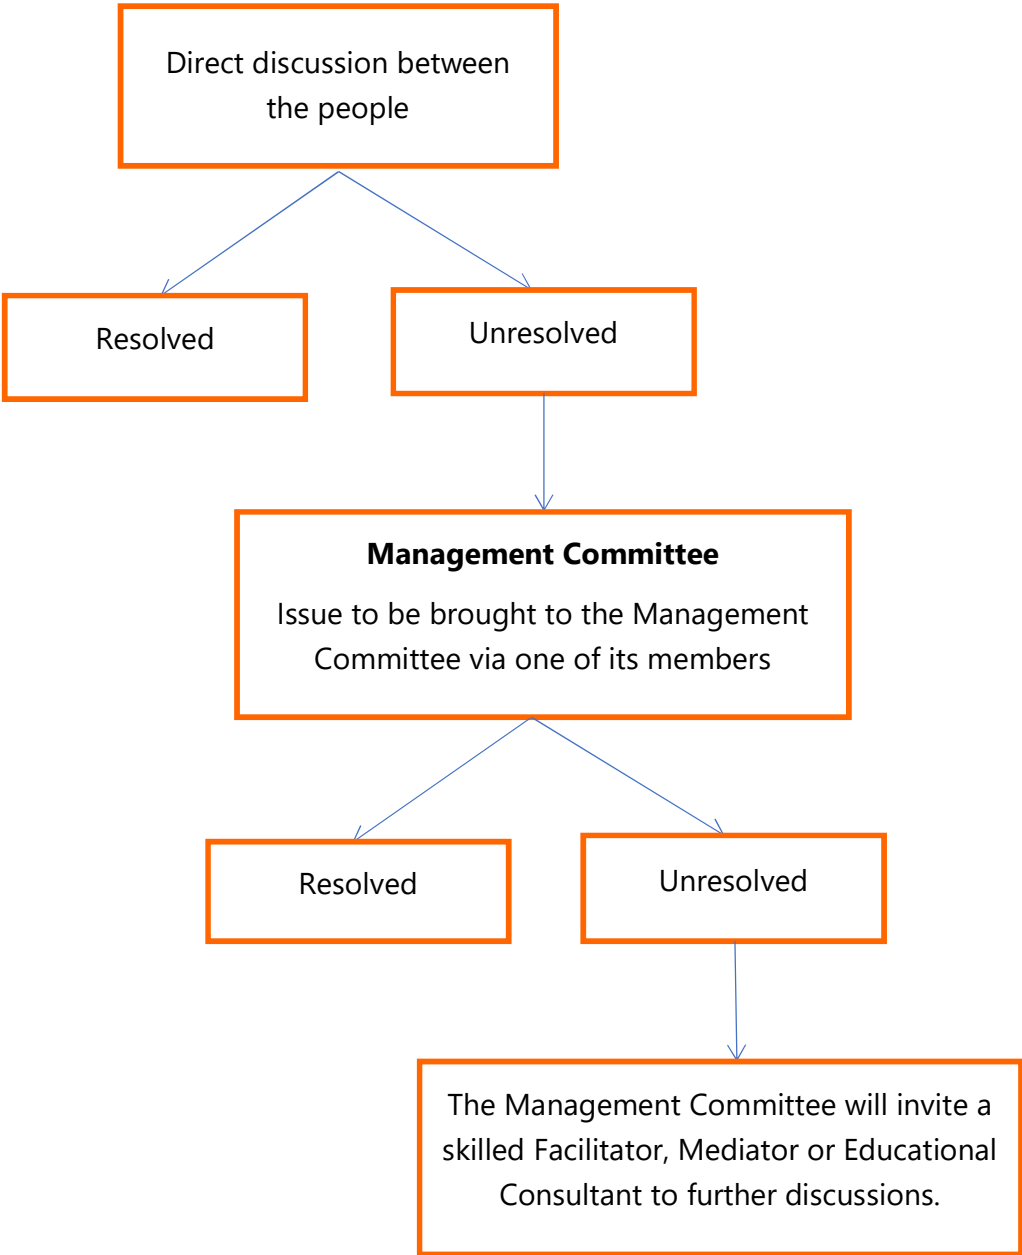 Direct discussion between
the people
Resolved
Unresolved
Management Committee
Issue to be brought to the Management
Committee via one of its members
Resolved
Unresolved
The Management Committee will invite a
skilled Facilitator, Mediator or Educational
Consultant to further discussions.